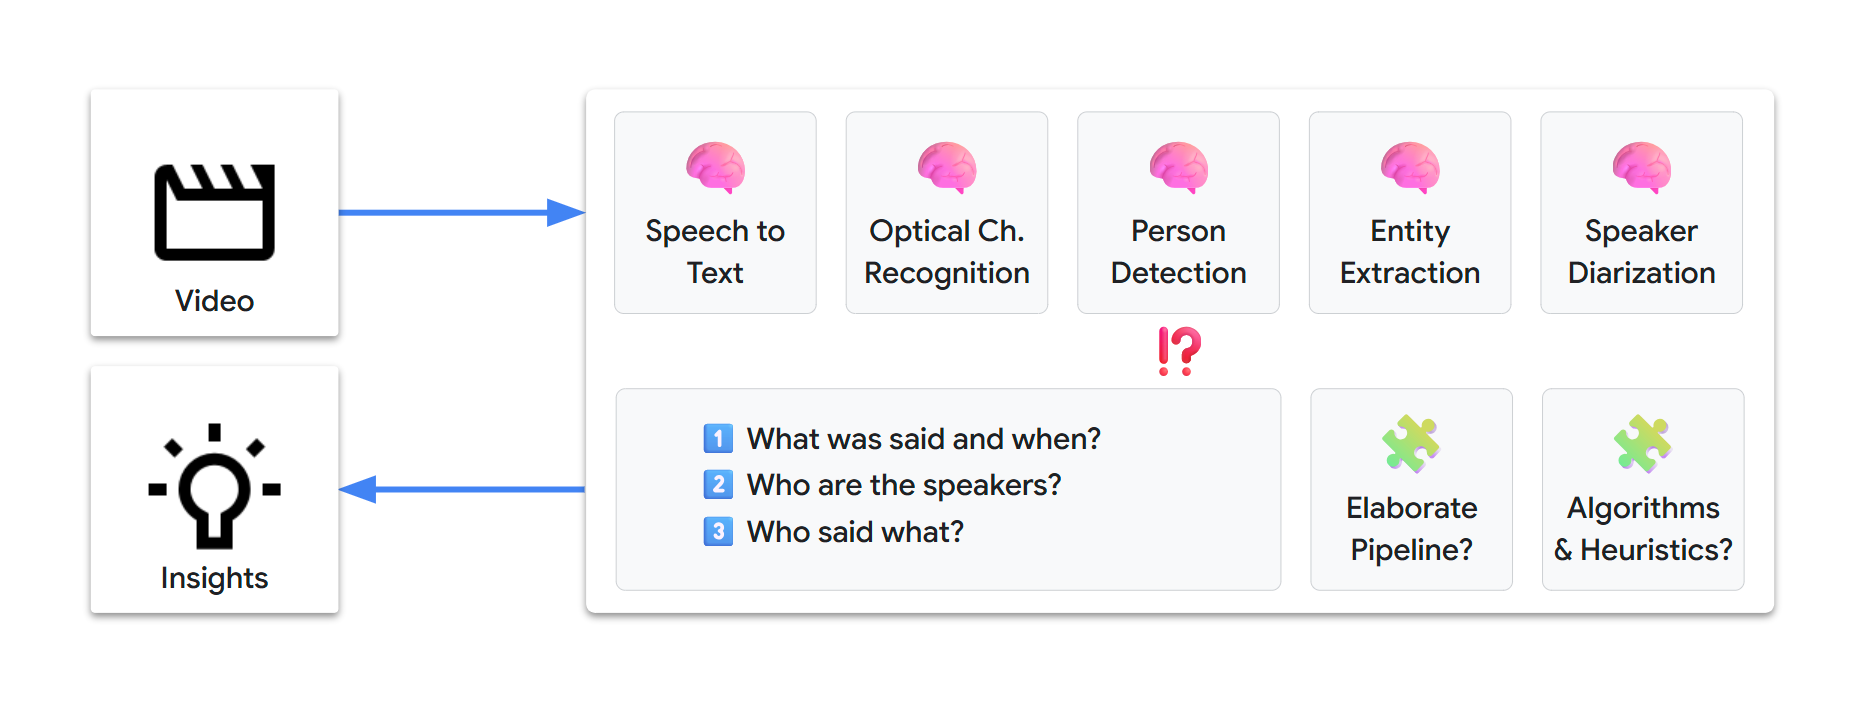 Video
Speech to
Text
Optical Ch.
Recognition
Person
Detection
Entity
Extraction
Speaker
Diarization
⁉
1 What was said and when?
2 Who are the speakers?
3 Who said what?
Elaborate
Pipeline?
Algorithms
& Heuristics?
Insights